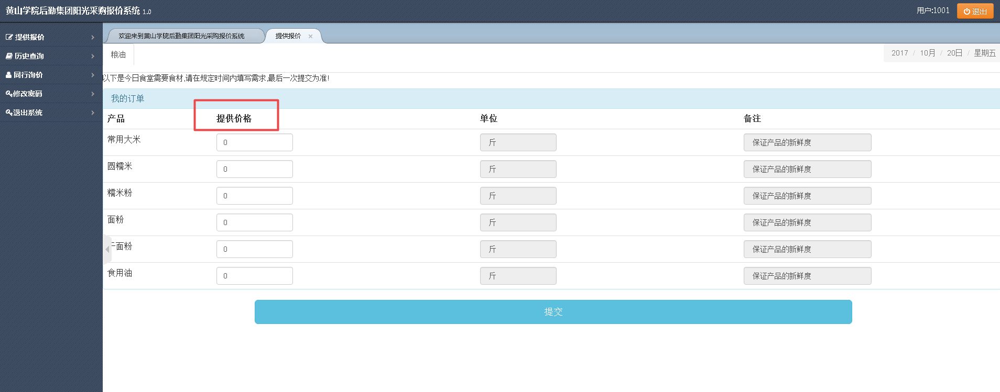 黄山学院后勤集团阳光采购报价系统 1.0
用户:1001
退出
提供报价
历史查询
同行询价
修改密码
退出系统
欢迎来到黄山学院后勤集团阳光采购报价系统
提供报价 ×
粮油
2017 / 10月 / 20日 / 星期五
以下是今日食堂需要食材,请在规定时间内填写需求,最后一次提交为准!
我的订单
产品 提供价格 单位 备注
常用大米 0 斤 保证产品的新鲜度
圆糯米 0 斤 保证产品的新鲜度
糯米粉 0 斤 保证产品的新鲜度
面粉 0 斤 保证产品的新鲜度
面粉 0 斤 保证产品的新鲜度
食用油 0 斤 保证产品的新鲜度
提交